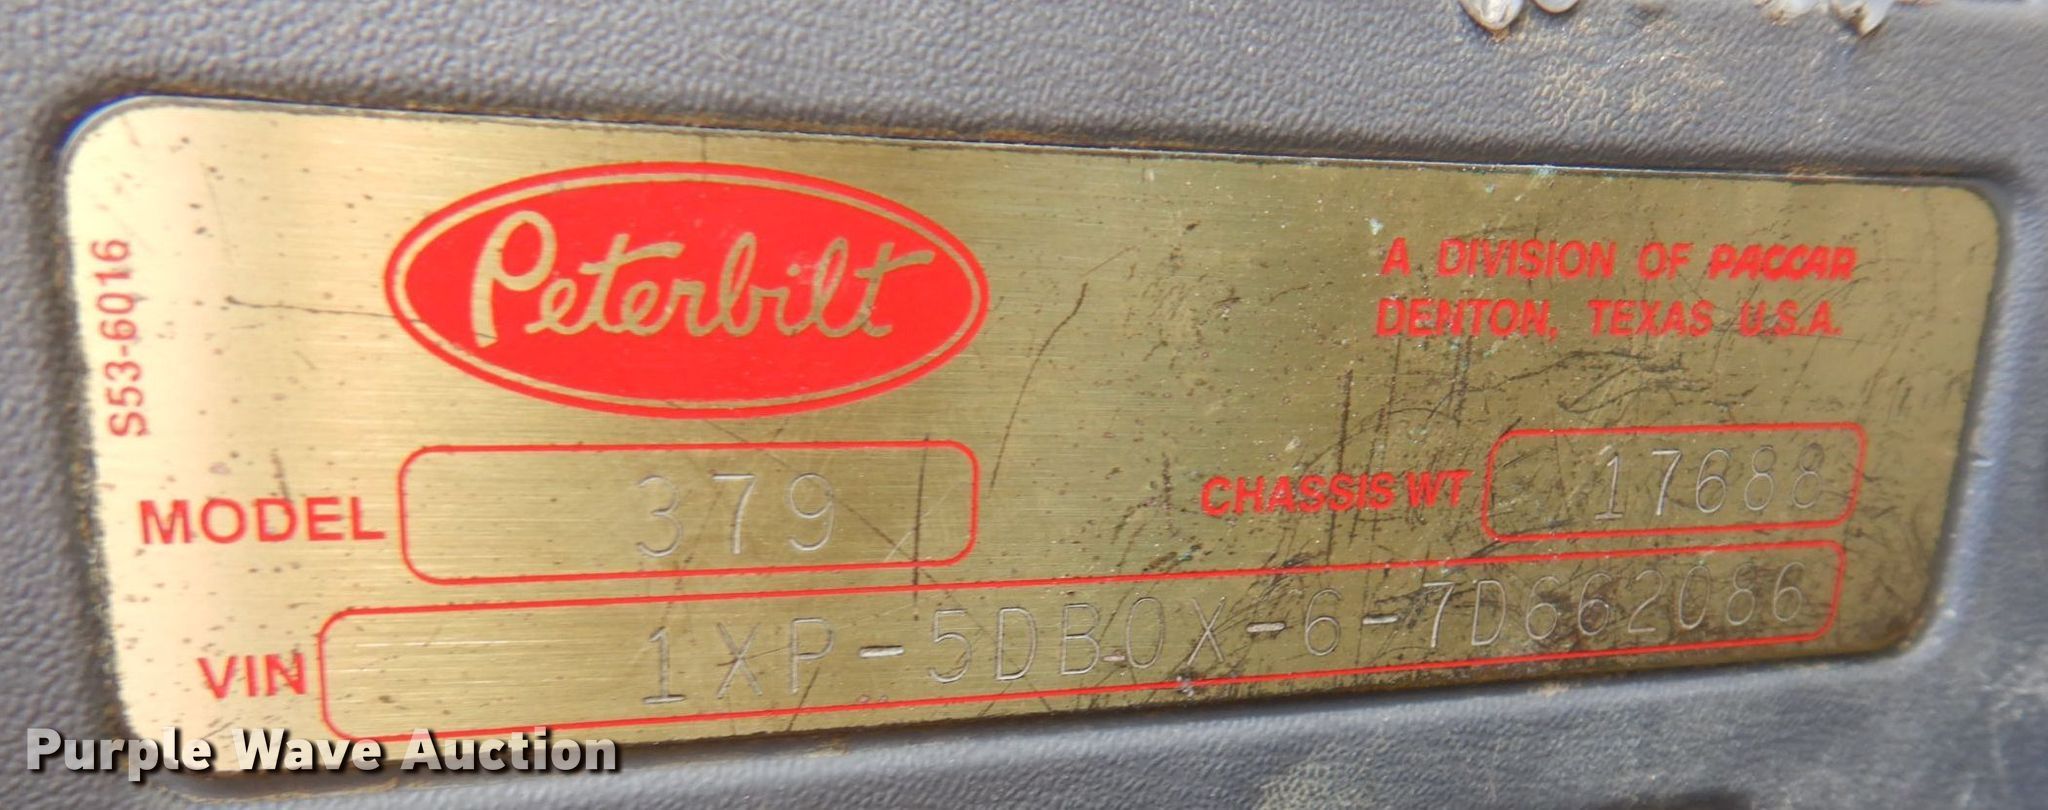 S53-6016
Peterbilt
A DIVISION OF PACCAR
DENTON, TEXAS U.S.A.
MODEL 379
CHASSIS WT 17688
VIN 1XP-5DB0X-6-7D662086
Purple Wave Auction